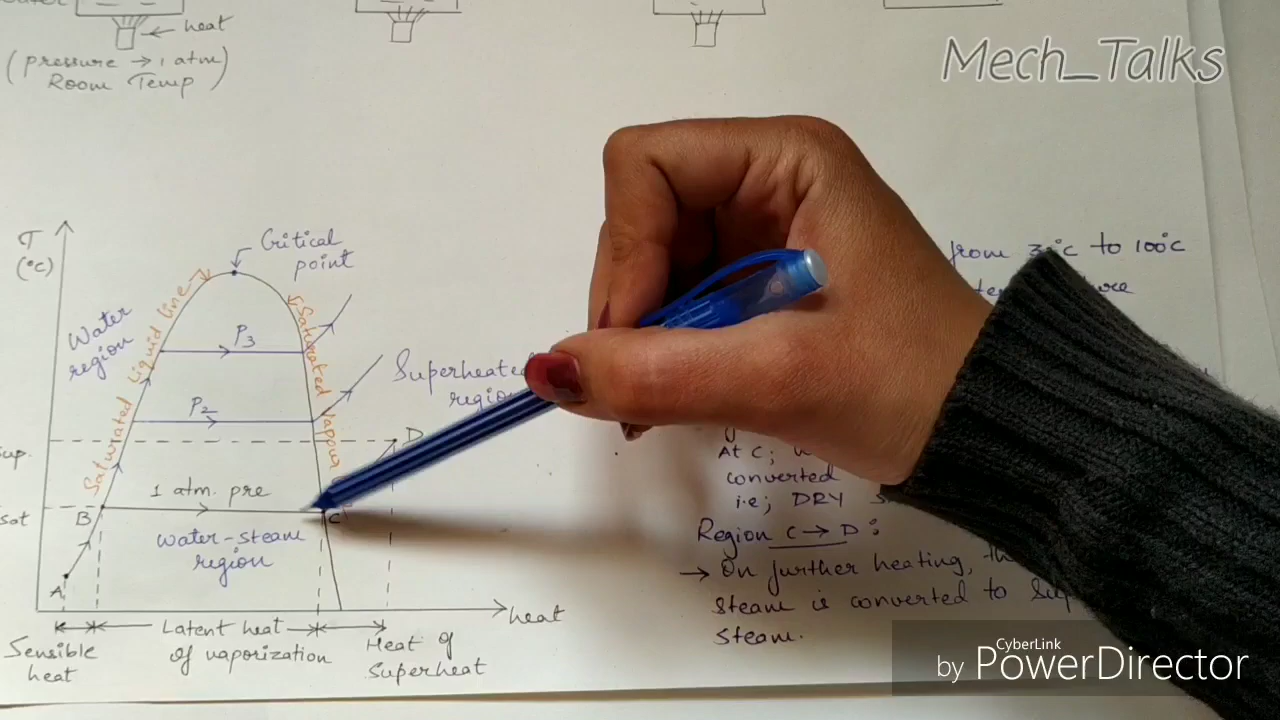 heat
(pressure → 1 atm)
Room Temp
Mech_Talks
T
(°C)
Critical
point
Water
region
Saturated Liquid line
Saturated Vapour
P3
P2
Superheated
region
from 30°C to 100°C
sup.
D
1 atm. pre
B
C
sat
water-steam
region
A
heat
Sensible
heat
Latent heat
of vaporization
Heat of
Superheat
At C;
converted
i.e; DRY
Region C → D:
→ On further heating,
steam is converted to
steam.
CyberLink
by PowerDirector